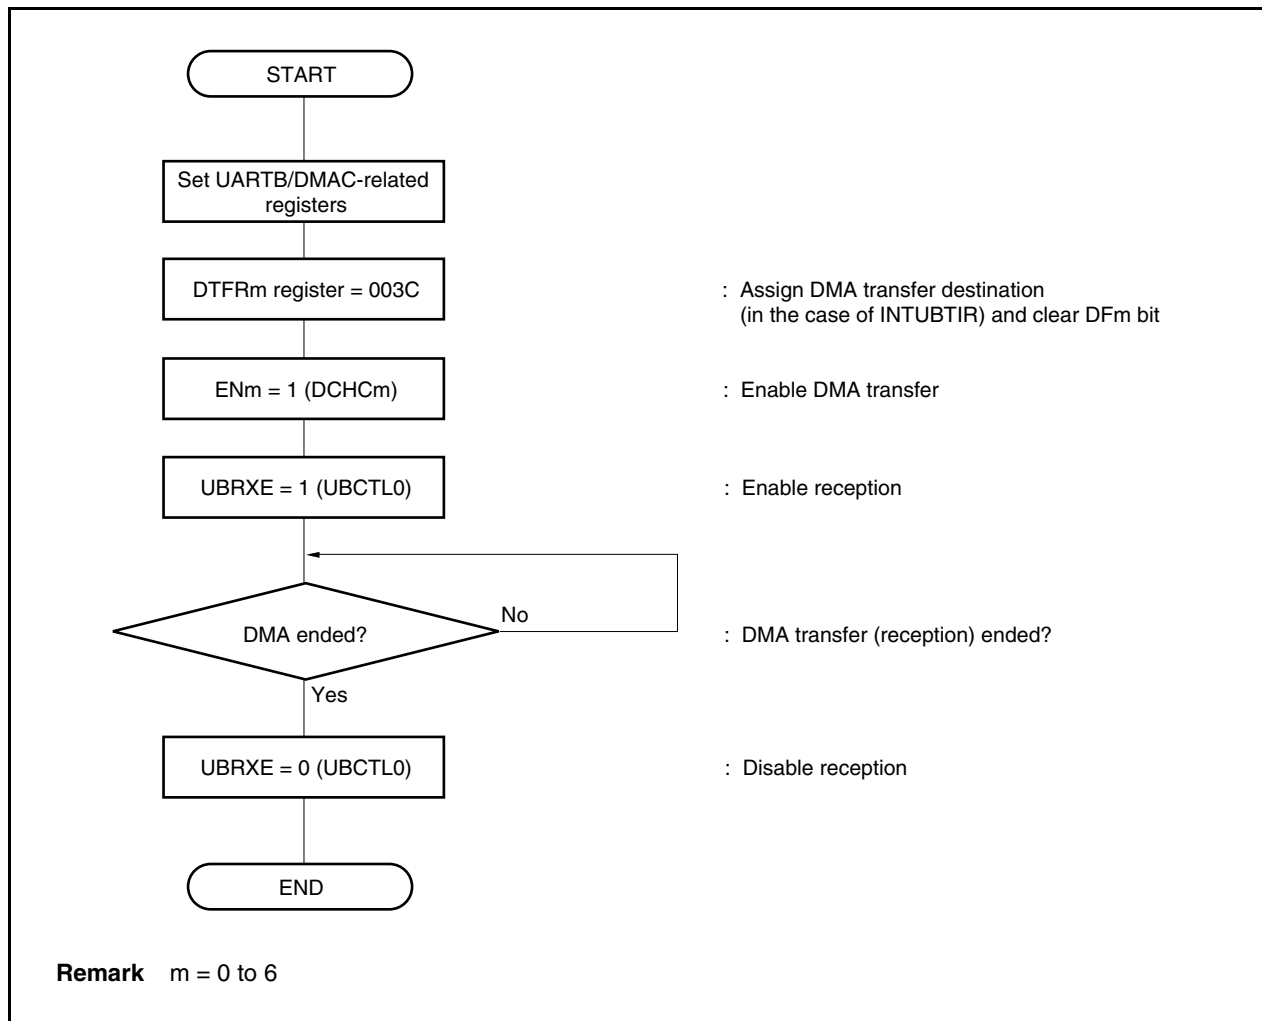 START
Set UARTB/DMAC-related
registers
DTFRm register = 003C
: Assign DMA transfer destination
(in the case of INTUBTIR) and clear DFm bit
ENm = 1 (DCHCm)
: Enable DMA transfer
UBRXE = 1 (UBCTL0)
: Enable reception
No
DMA ended?
: DMA transfer (reception) ended?
Yes
UBRXE = 0 (UBCTL0)
: Disable reception
END
Remark m = 0 to 6